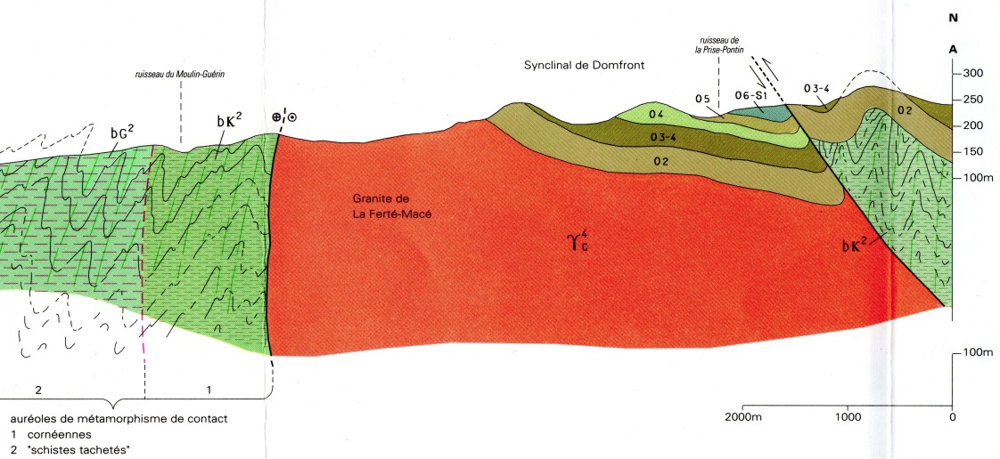 N
A
300
250
200
150
100m
100m
ruisseau de
la Prise-Pontin
Synclinal de Domfront
ruisseau du Moulin-Guérin
bG²
bK²
O5
O6-S1
O3-4
O4
O2
O3-4
O2
Granite de
La Ferté-Macé
γ⁴G
bK²
2000m 1000 0
2 1
auréoles de métamorphisme de contact
1 cornéennes
2 "schistes tachetés"